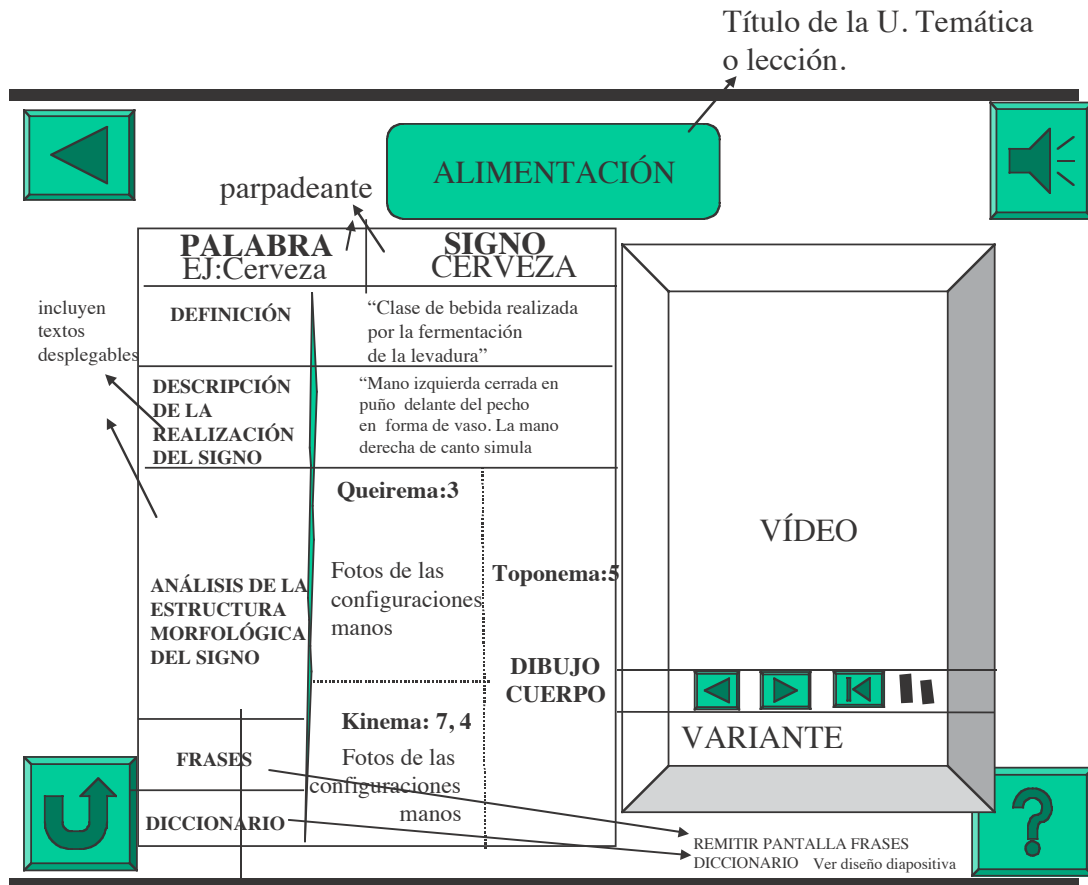 Título de la U. Temática
o lección.
ALIMENTACIÓN
parpadeante
PALABRA
EJ:Cerveza
SIGNO
CERVEZA
incluyen
textos
desplegables
DEFINICIÓN
“Clase de bebida realizada
por la fermentación
de la levadura”
DESCRIPCIÓN
DE LA
REALIZACIÓN
DEL SIGNO
“Mano izquierda cerrada en
puño delante del pecho
en forma de vaso. La mano
derecha de canto simula
ANÁLISIS DE LA
ESTRUCTURA
MORFOLÓGICA
DEL SIGNO
Queirema:3
Fotos de las
configuraciones
manos
Toponema:5
DIBUJO
CUERPO
Kinema: 7, 4
Fotos de las
configuraciones
manos
FRASES
DICCIONARIO
VÍDEO
VARIANTE
REMITIR PANTALLA FRASES
DICCIONARIO Ver diseño diapositiva